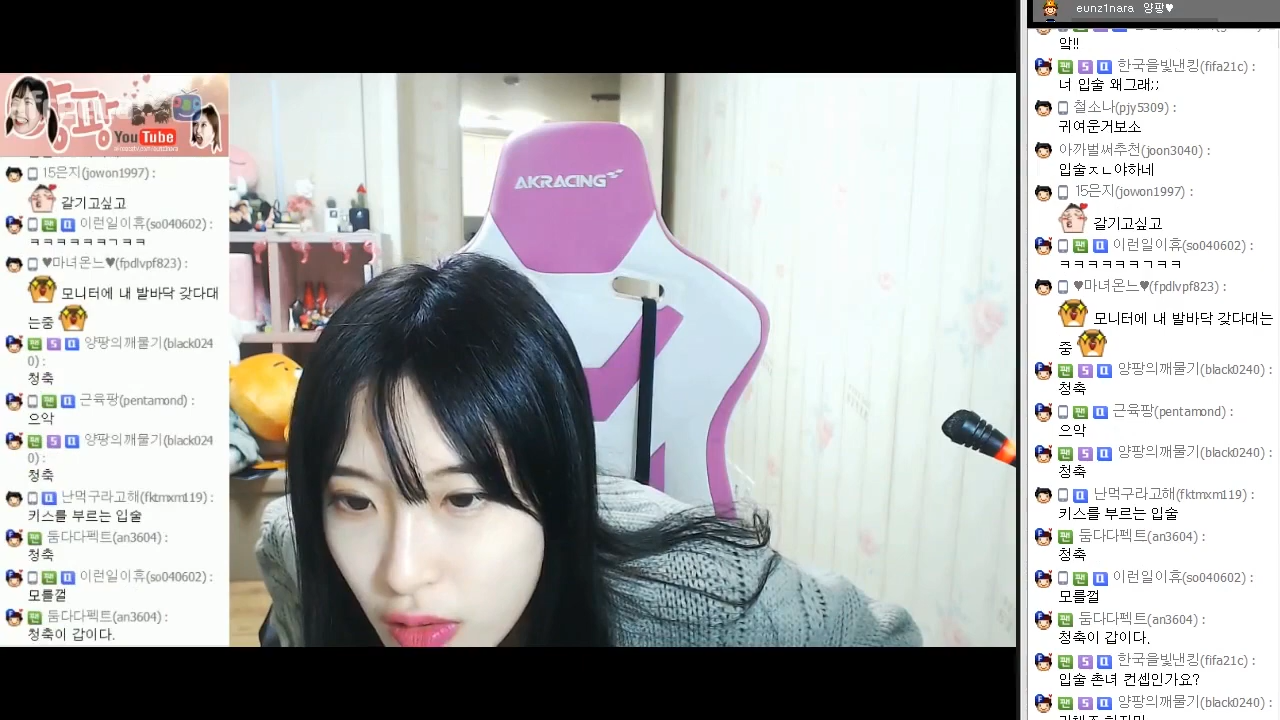 양팡
You Tube
15은지(jowon1997) :
갈기고싶고
이런일이휴(so040602) :
ㅋㅋㅋㅋㅋㅋㄱㅋㅋ
♥마녀몬느♥(fpdlvpf823) :
모니터에 내 발바닥 갖다대
는중
양팡의깨물기(black024
0) :
청축
근육팡(pentamond) :
으악
양팡의깨물기(black024
0) :
청축
난먹구라고해(fktmxm119) :
키스를 부르는 입술
둠다다펙트(an3604) :
청축
이런일이휴(so040602) :
모를껄
둠다다펙트(an3604) :
청축이 갑이다.
AKRACING
eunz1nara 양팡♥
앜!!
한국을빛낸킹(fifa21c) :
너 입술 왜그래;;
철소나(pjy5309) :
귀여운거보소
아까벌써추천(joon3040) :
입술ㅈㄴ야하네
15은지(jowon1997) :
갈기고싶고
이런일이휴(so040602) :
ㅋㅋㅋㅋㅋㅋㄱㅋㅋ
♥마녀몬느♥(fpdlvpf823) :
모니터에 내 발바닥 갖다대는
중
양팡의깨물기(black0240) :
청축
근육팡(pentamond) :
으악
양팡의깨물기(black0240) :
청축
난먹구라고해(fktmxm119) :
키스를 부르는 입술
둠다다펙트(an3604) :
청축
이런일이휴(so040602) :
모를껄
둠다다펙트(an3604) :
청축이 갑이다.
한국을빛낸킹(fifa21c) :
입술 촌녀 컨셉인가요?
양팡의깨물기(black0240) :